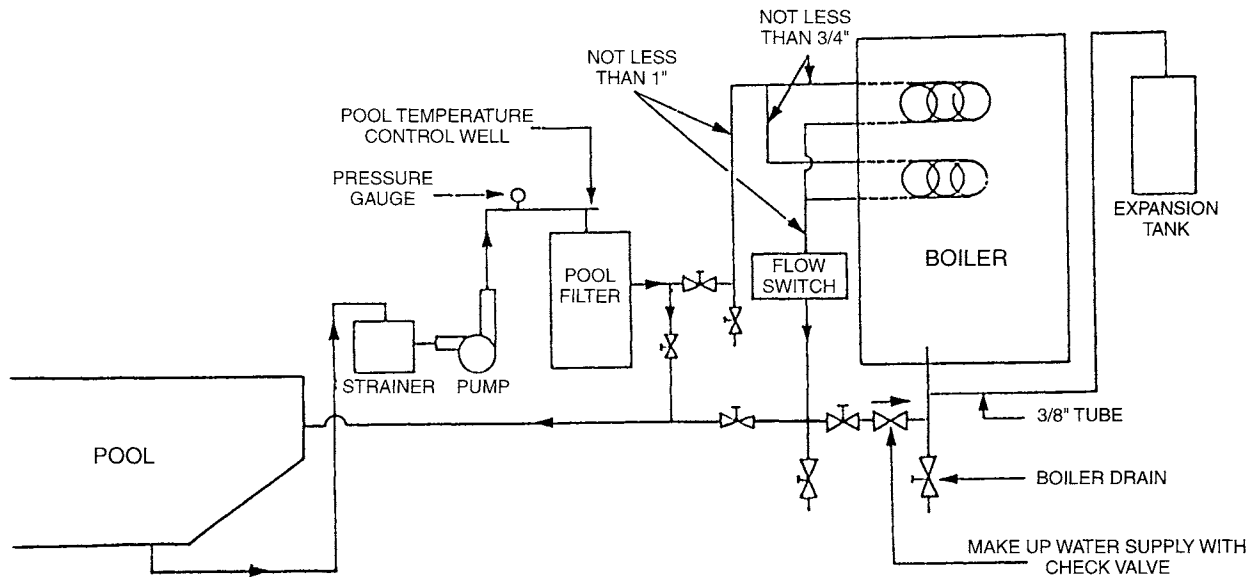 NOT LESS
THAN 3/4"
NOT LESS
THAN 1"
POOL TEMPERATURE
CONTROL WELL
PRESSURE
GAUGE
EXPANSION
TANK
BOILER
FLOW
SWITCH
POOL
FILTER
STRAINER
PUMP
3/8" TUBE
POOL
BOILER DRAIN
MAKE UP WATER SUPPLY WITH
CHECK VALVE